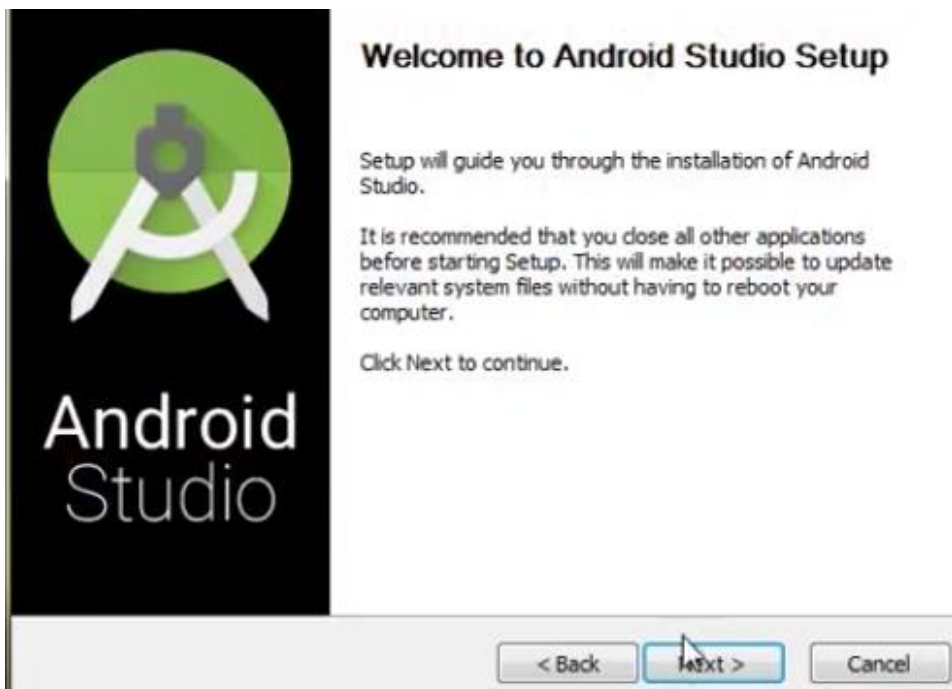 Welcome to Android Studio Setup
Setup will guide you through the installation of Android
Studio.
It is recommended that you close all other applications
before starting Setup. This will make it possible to update
relevant system files without having to reboot your
computer.
Click Next to continue.
Android
Studio
< Back
Next >
Cancel